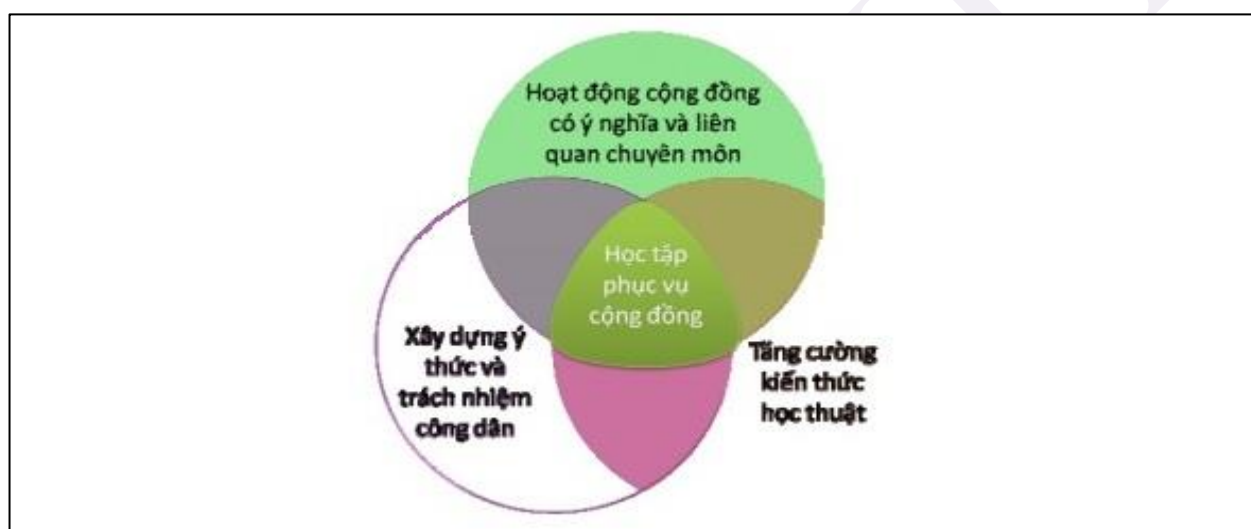 Hoạt động cộng đồng
có ý nghĩa và liên
quan chuyên môn
Học tập
phục vụ
cộng đồng
Xây dựng ý
thức và
trách nhiệm
công dân
Tăng cường
kiến thức
học thuật